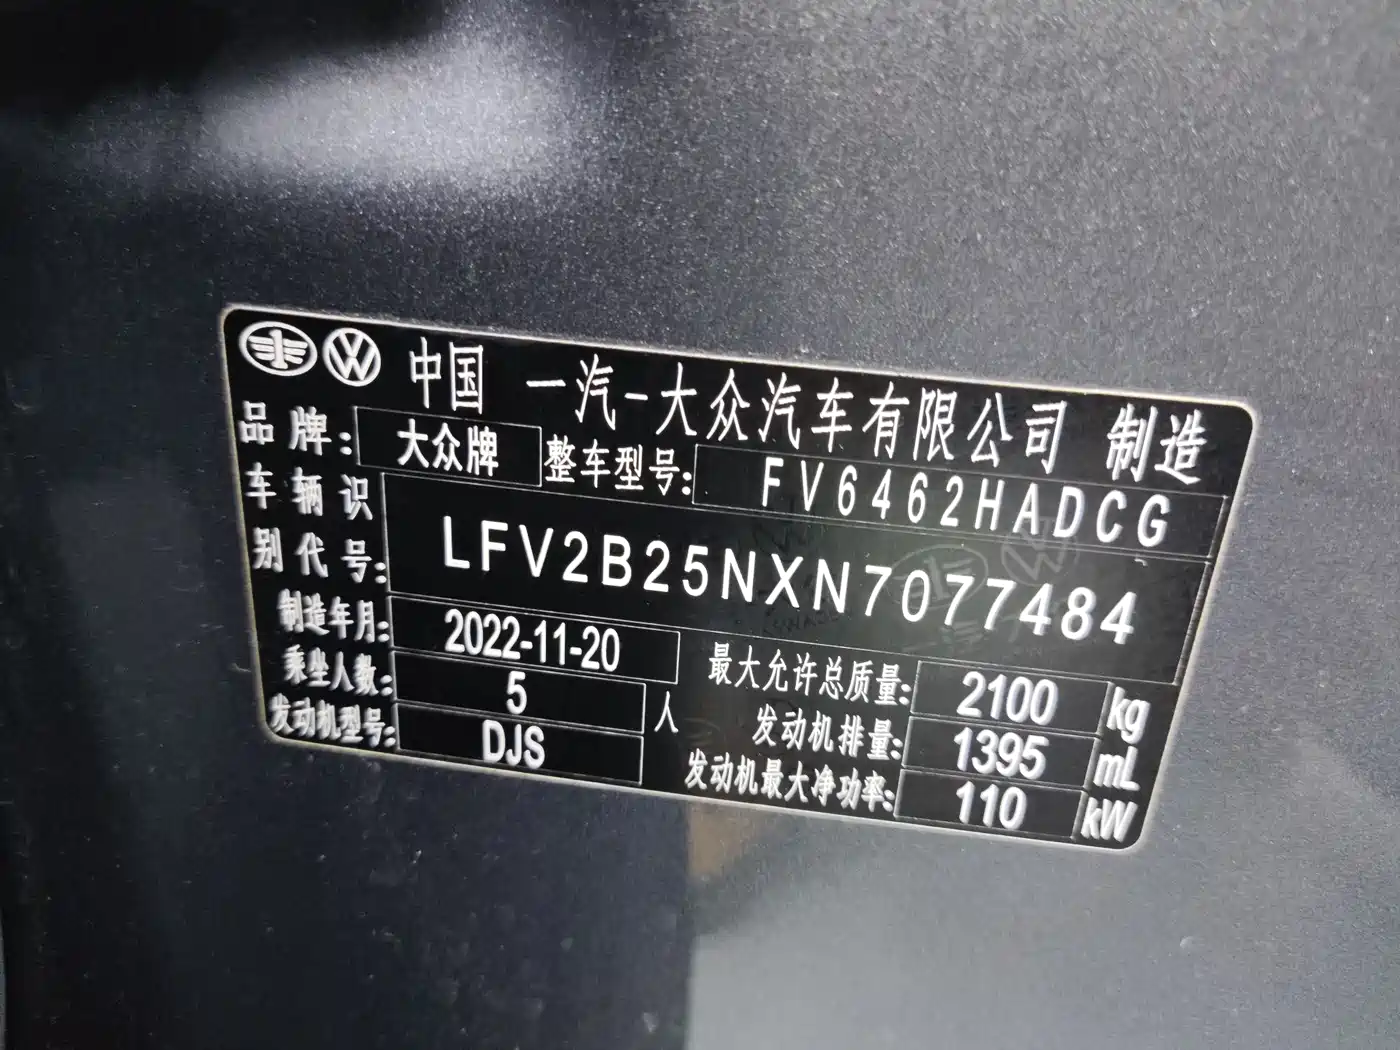 中国 一汽-大众汽车有限公司 制造
品牌: 大众牌 整车型号: FV6462HADCG
车辆识
别代号: LFV2B25NXN7077484
制造年月: 2022-11-20 最大允许总质量: 2100 kg
乘坐人数: 5 人 发动机排量: 1395 mL
发动机型号: DJS 发动机最大净功率: 110 kW